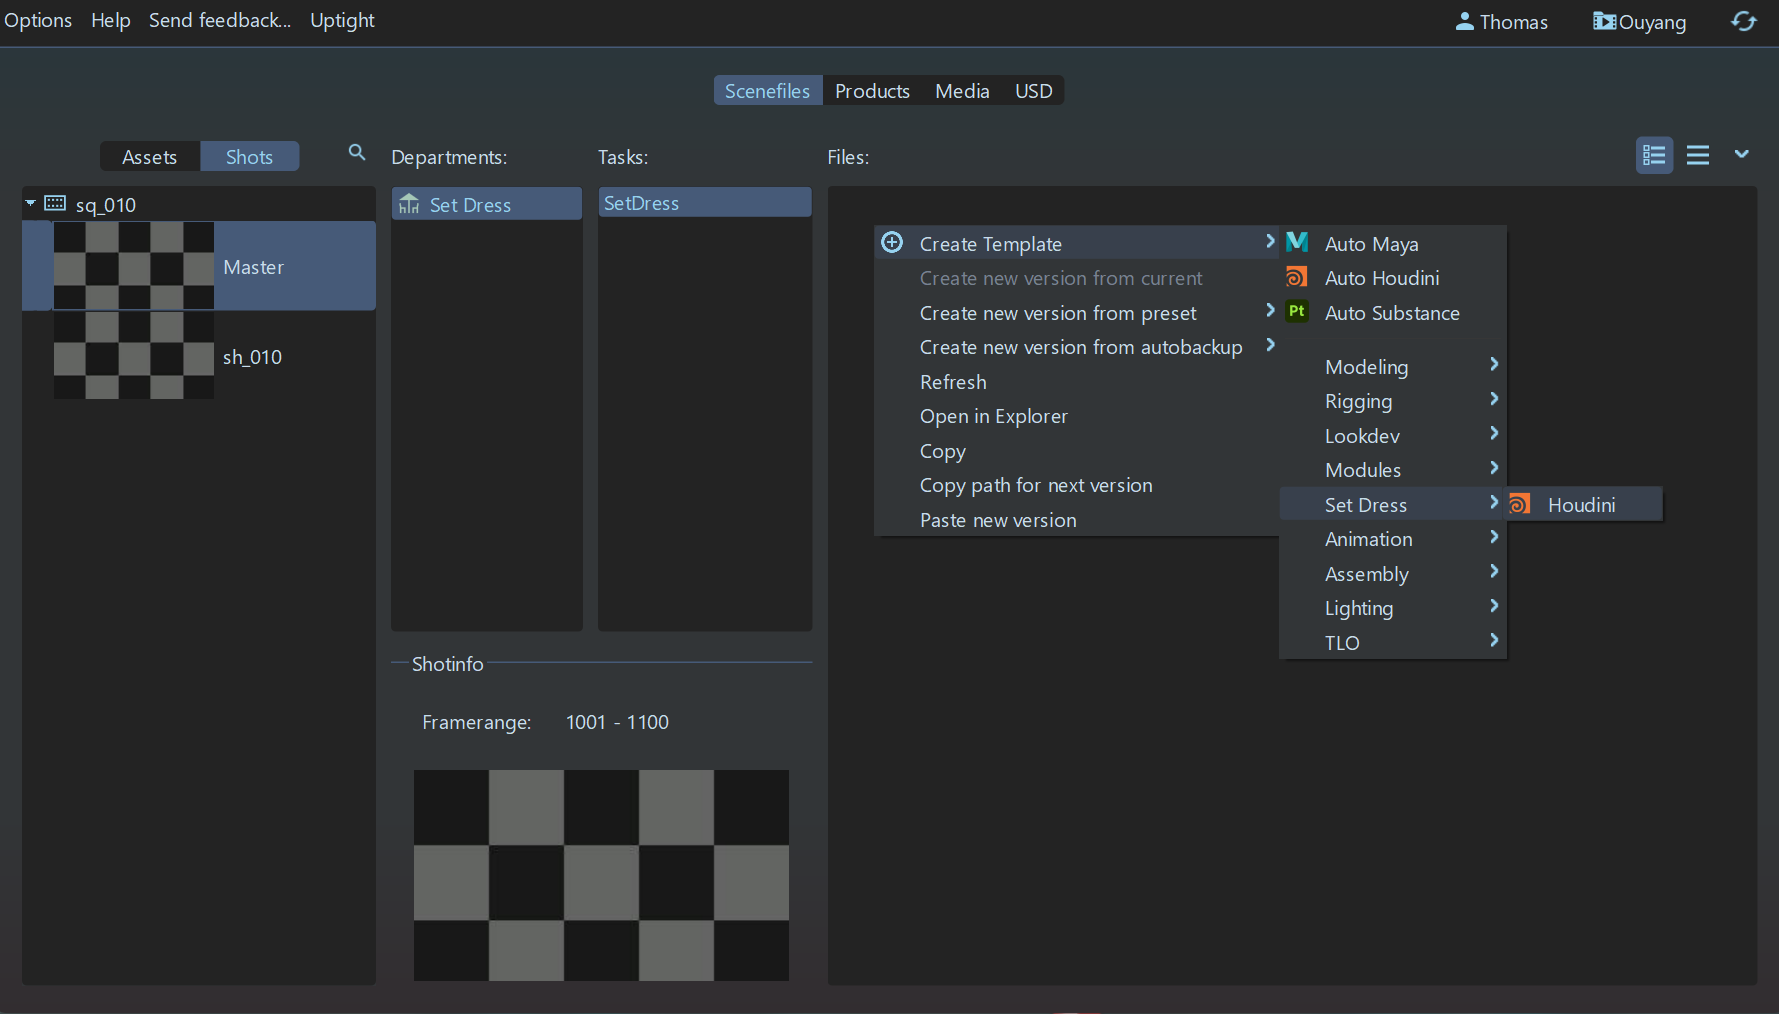 Options Help Send feedback... Uptight Thomas Ouyang
Scenefiles Products Media USD
Assets Shots Departments: Tasks: Files:
sq_010
Master
sh_010
Set Dress
SetDress
Create Template
Create new version from current
Create new version from preset
Create new version from autobackup
Refresh
Open in Explorer
Copy
Copy path for next version
Paste new version
Auto Maya
Auto Houdini
Pt Auto Substance
Modeling
Rigging
Lookdev
Modules
Set Dress
Animation
Assembly
Lighting
TLO
Houdini
Shotinfo
Framerange: 1001 - 1100